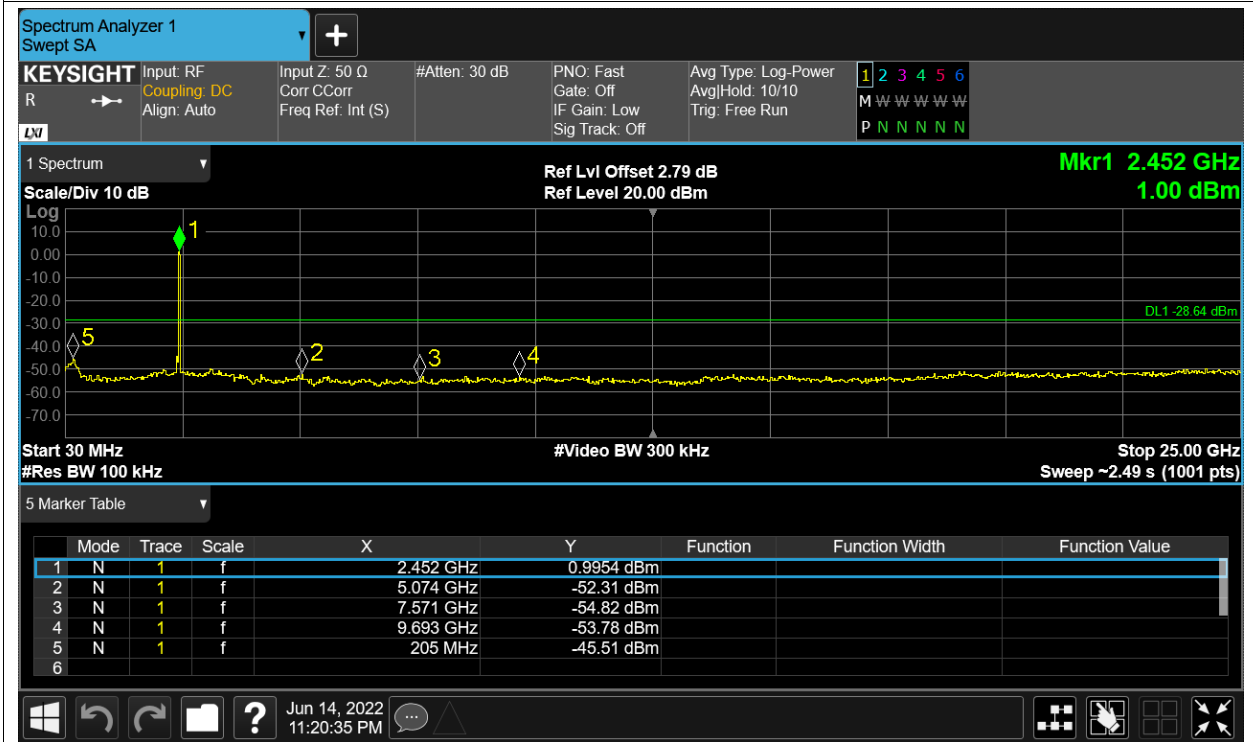 Spectrum Analyzer 1
Swept SA
+
KEYSIGHT Input: RF Input Z: 50 Ω #Atten: 30 dB PNO: Fast Avg Type: Log-Power 1 2 3 4 5 6
R Coupling: DC Corr CCorr Gate: Off Avg|Hold: 10/10 M W W W W W W
Align: Auto Freq Ref: Int (S) IF Gain: Low Trig: Free Run
LXI Sig Track: Off P N N N N N N
1 Spectrum Ref Lvl Offset 2.79 dB Mkr1 2.452 GHz
Scale/Div 10 dB Ref Level 20.00 dBm 1.00 dBm
Log
10.0 1
0.00
-10.0
-20.0
DL1 -28.64 dBm
-30.0
5
-40.0 2 3 4
-50.0
-60.0
-70.0
Start 30 MHz #Video BW 300 kHz Stop 25.00 GHz
#Res BW 100 kHz Sweep ~2.49 s (1001 pts)
5 Marker Table
Mode Trace Scale X Y Function Function Width Function Value
1 N 1 f 2.452 GHz 0.9954 dBm
2 N 1 f 5.074 GHz -52.31 dBm
3 N 1 f 7.571 GHz -54.82 dBm
4 N 1 f 9.693 GHz -53.78 dBm
5 N 1 f 205 MHz -45.51 dBm
6
? Jun 14, 2022
11:20:35 PM